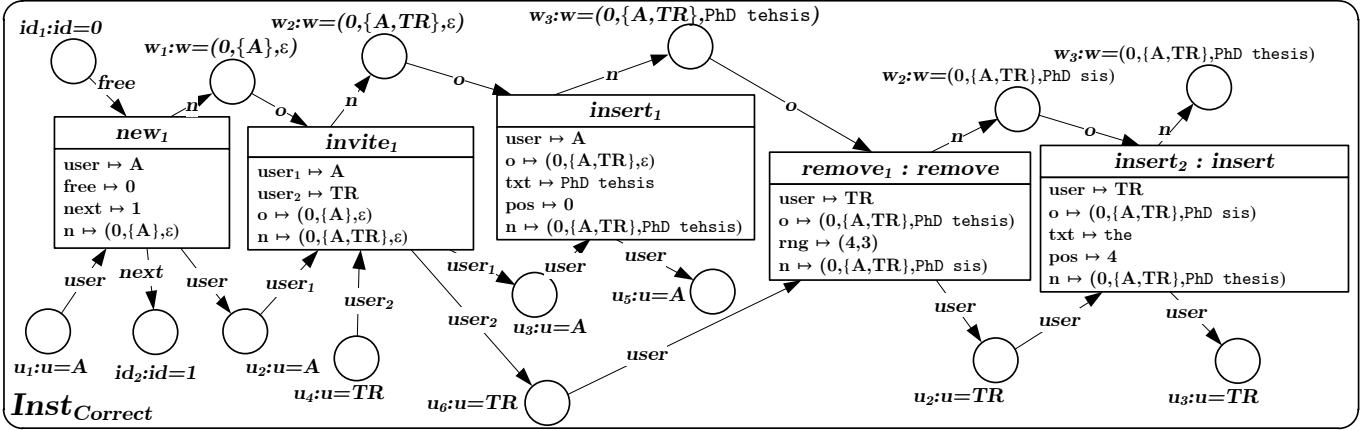 id₁:id=0
w₁:w=(0,{A},ε)
w₂:w=(0,{A,TR},ε)
w₃:w=(0,{A,TR},PhD tehsis)
w₂:w=(0,{A,TR},PhD sis)
w₃:w=(0,{A,TR},PhD thesis)
free
n
o
n
o
n
o
n
o
n
new₁
user ↦ A
free ↦ 0
next ↦ 1
n ↦ (0,{A},ε)
invite₁
user₁ ↦ A
user₂ ↦ TR
o ↦ (0,{A},ε)
n ↦ (0,{A,TR},ε)
insert₁
user ↦ A
o ↦ (0,{A,TR},ε)
txt ↦ PhD tehsis
pos ↦ 0
n ↦ (0,{A,TR},PhD tehsis)
remove₁ : remove
user ↦ TR
o ↦ (0,{A,TR},PhD tehsis)
rng ↦ (4,3)
n ↦ (0,{A,TR},PhD sis)
insert₂ : insert
user ↦ TR
o ↦ (0,{A,TR},PhD sis)
txt ↦ the
pos ↦ 4
n ↦ (0,{A,TR},PhD thesis)
user
next
user
user₁
user₂
user₁
user₂
user
user
user
user
user
user
u₁:u=A
id₂:id=1
u₂:u=A
u₄:u=TR
u₆:u=TR
u₃:u=A
u₅:u=A
u₂:u=TR
u₃:u=TR
Inst_Correct